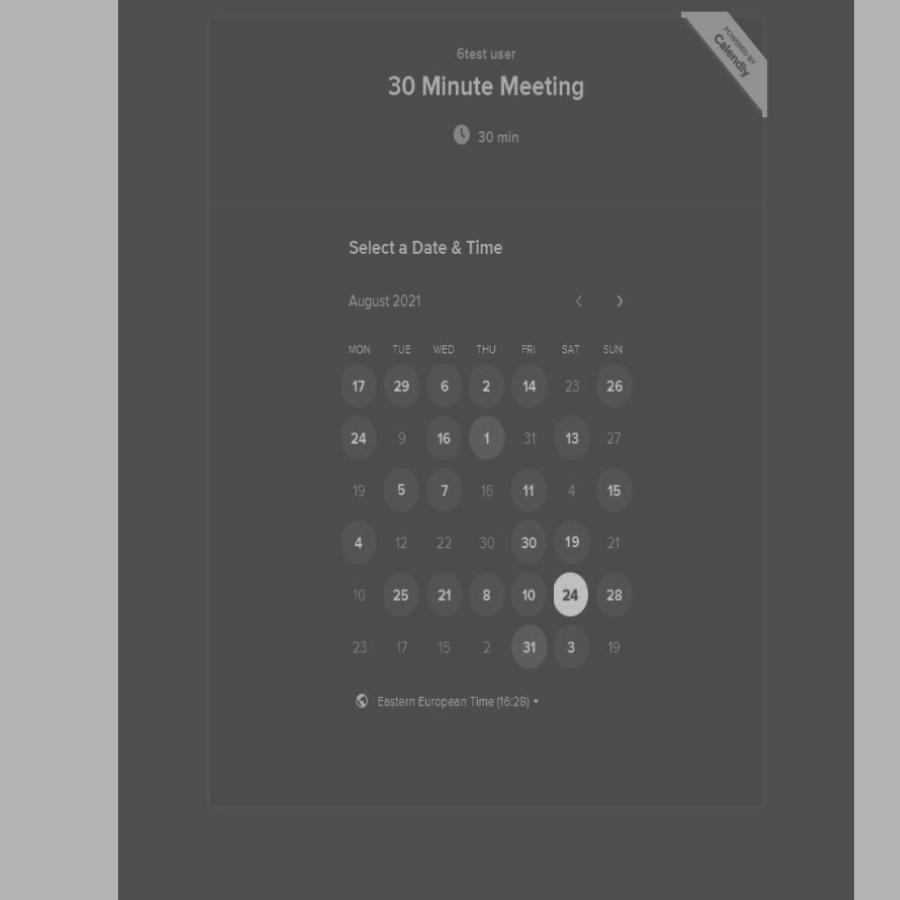 POWERED BY
Calendly
6test user
30 Minute Meeting
30 min
Select a Date & Time
August 2021
MON TUE WED THU FRI SAT SUN
17 29 6 2 14 23 26
24 9 16 1 31 13 27
19 5 7 16 11 4 15
4 12 22 30 30 19 21
10 25 21 8 10 24 28
23 17 15 2 31 3 19
Eastern European Time (16:28)